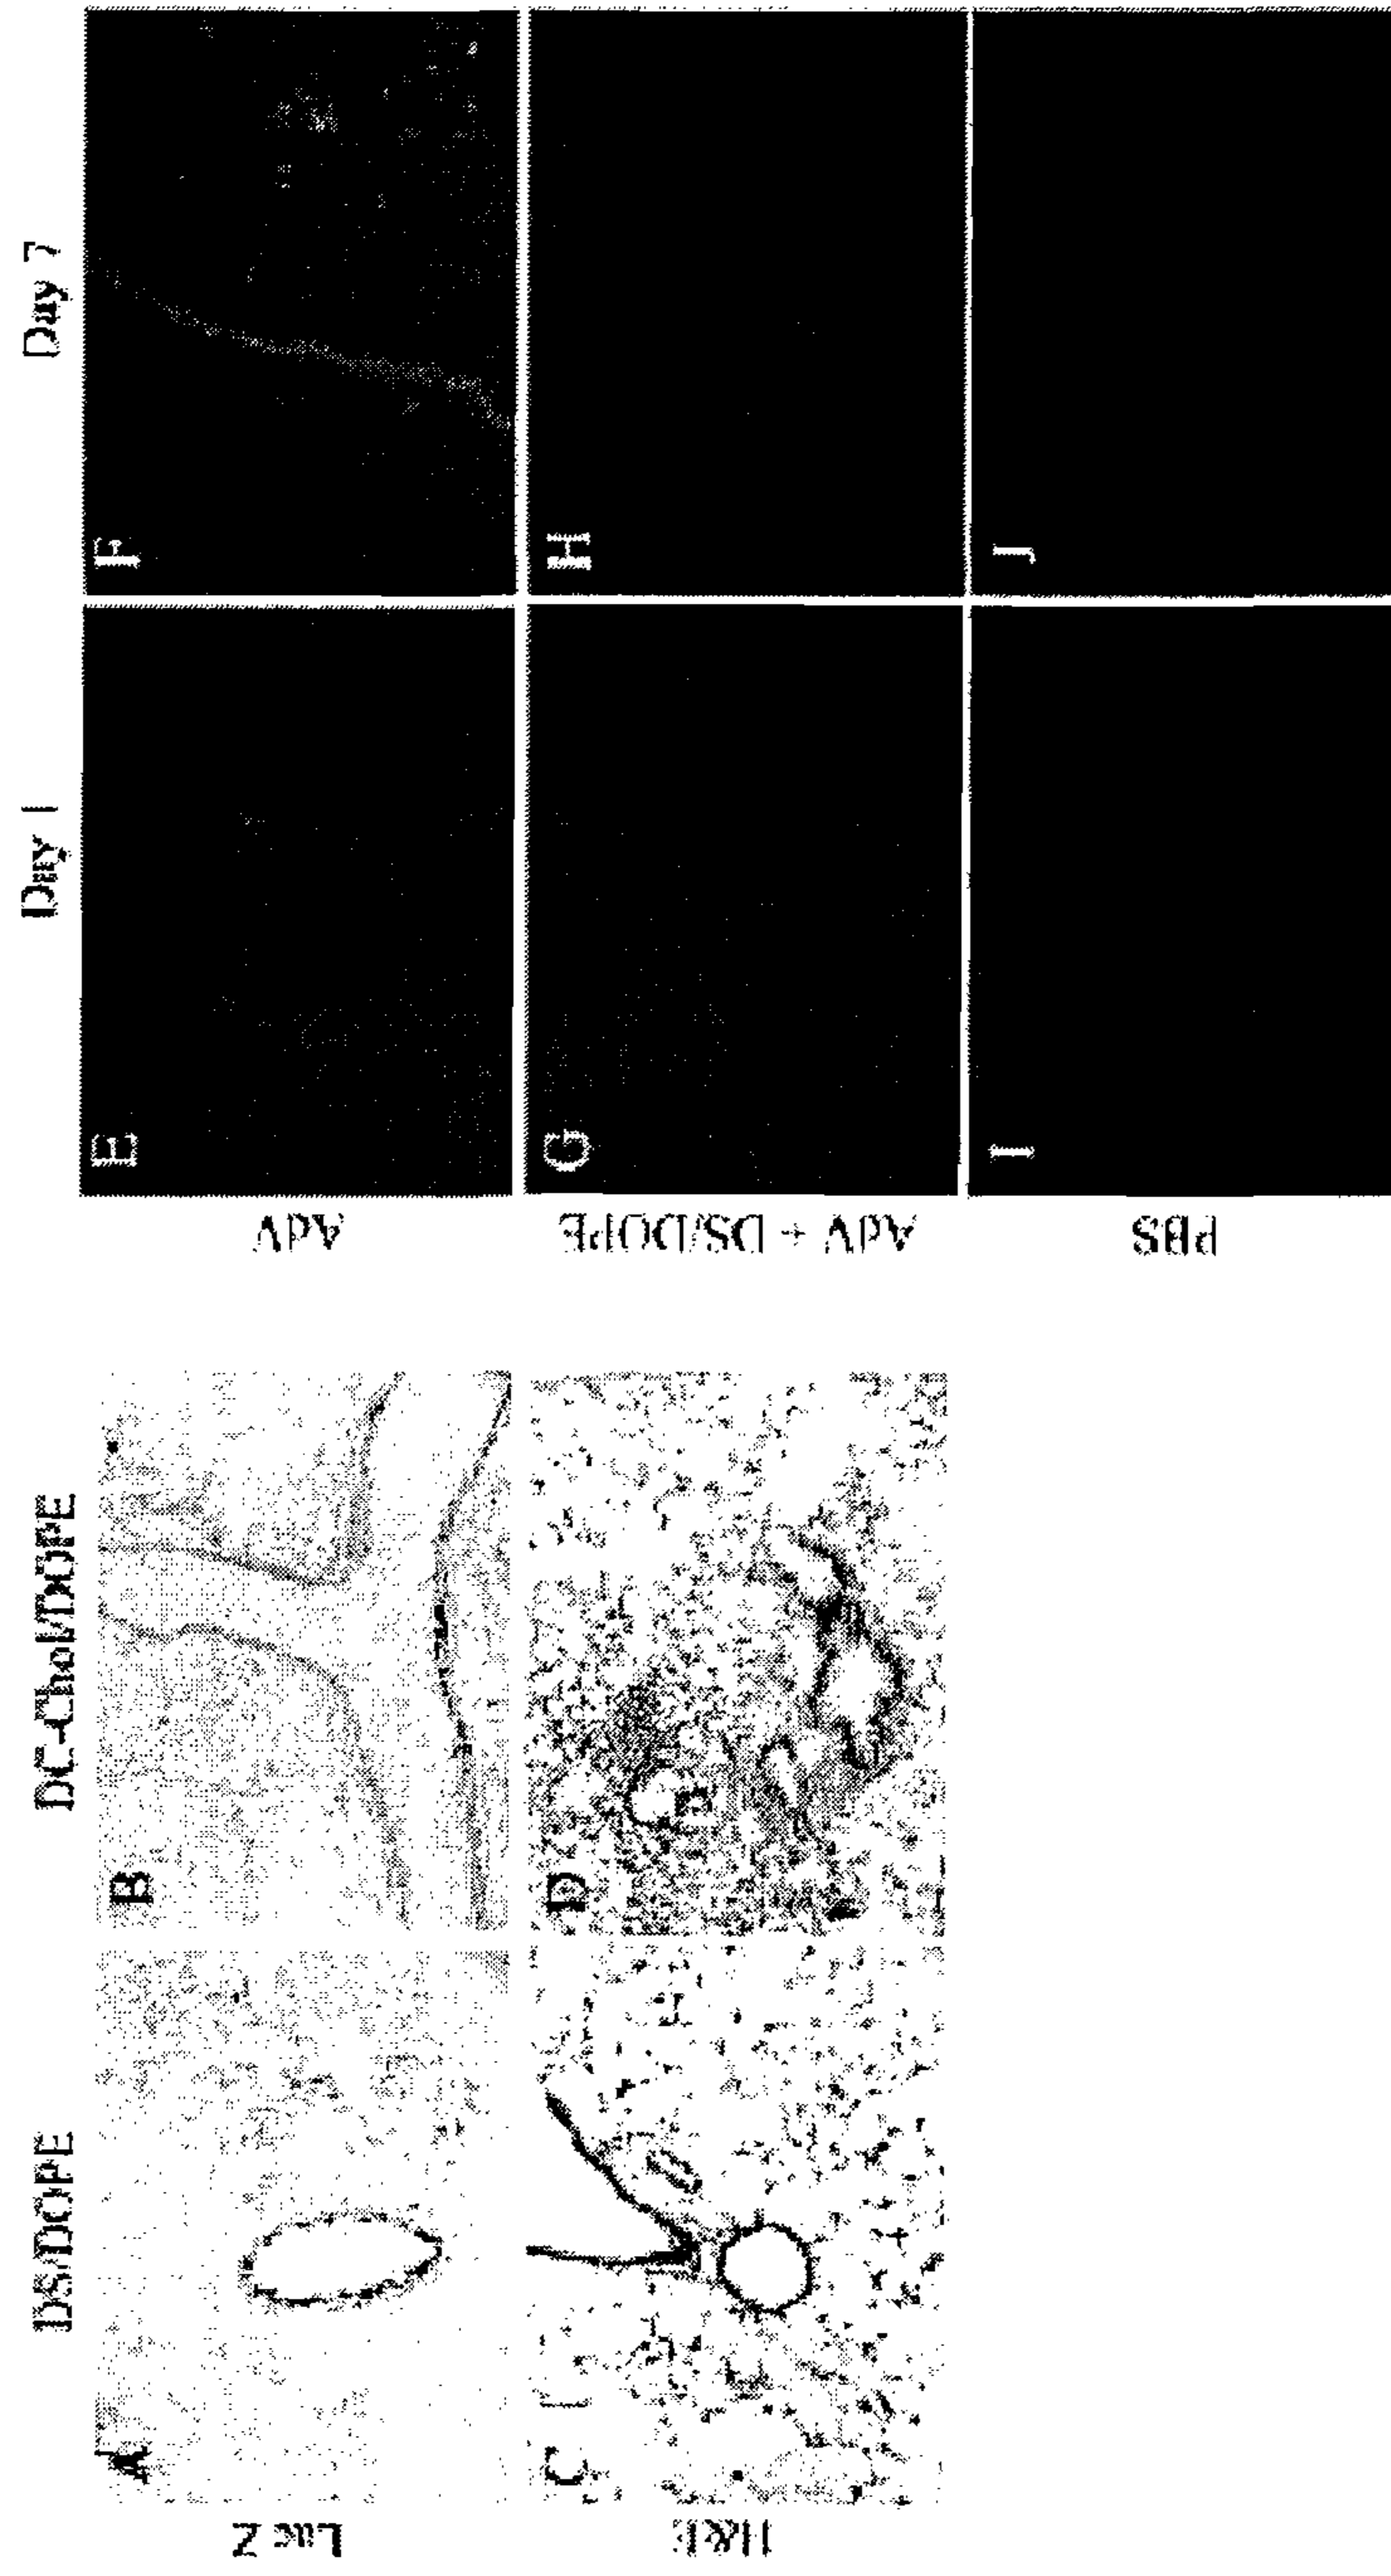 DS/DOPE
DC-Chol/DOPE
Lac Z
A
B
H&E
C
D
Day 1
Day 7
AdV
E
F
AdV + DS/DOPE
G
H
PBS
I
J